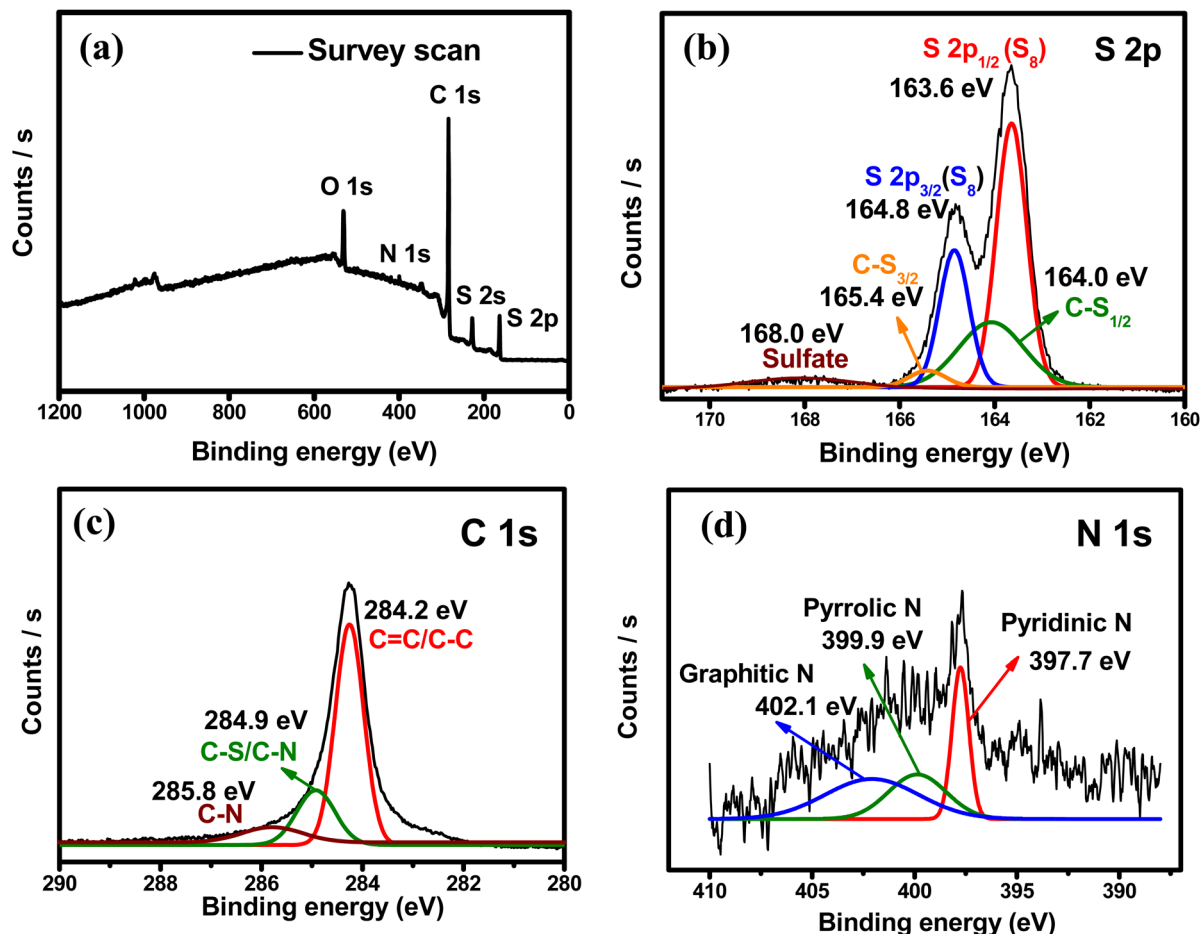 (a)
Survey scan
C 1s
O 1s
N 1s
S 2s
S 2p
Counts / s
1200 1000 800 600 400 200 0
Binding energy (eV)
(b)
S 2p
S 2p1/2 (S8)
163.6 eV
S 2p3/2(S8)
164.8 eV
C-S3/2
165.4 eV
164.0 eV
C-S1/2
168.0 eV
Sulfate
Counts / s
170 168 166 164 162 160
Binding energy (eV)
(c)
C 1s
284.2 eV
C=C/C-C
284.9 eV
C-S/C-N
285.8 eV
C-N
Counts / s
290 288 286 284 282 280
Binding energy (eV)
(d)
N 1s
Pyrrolic N
399.9 eV
Pyridinic N
397.7 eV
Graphitic N
402.1 eV
Counts / s
410 405 400 395 390
Binding energy (eV)